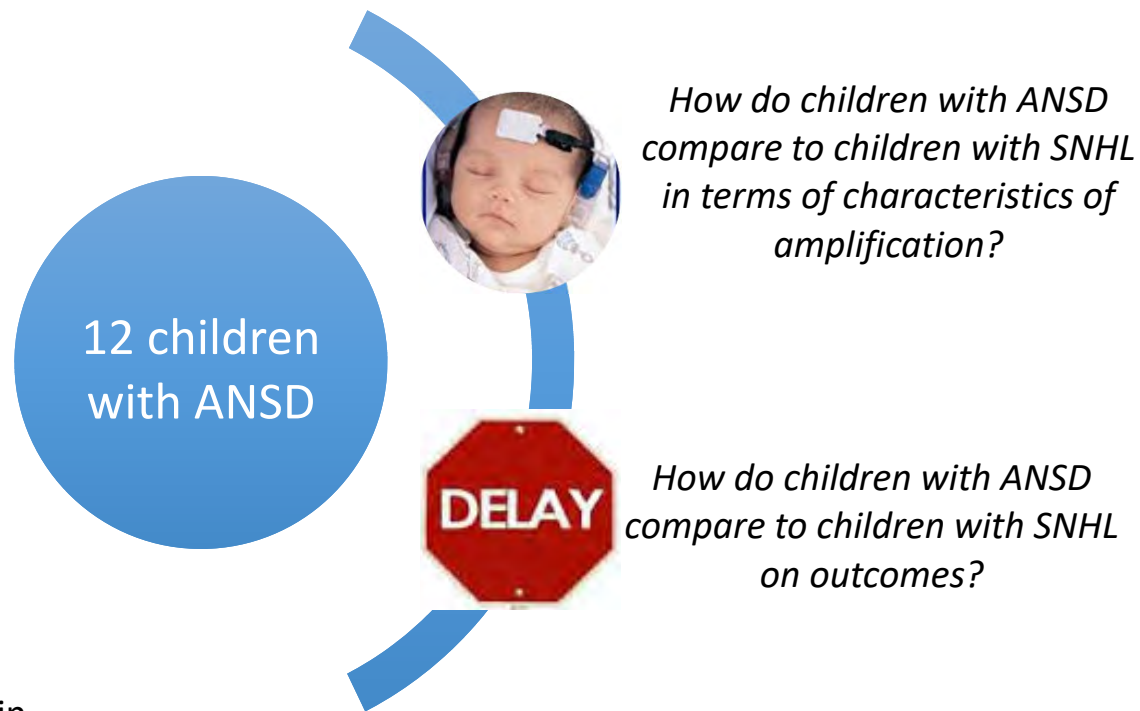 How do children with ANSD
compare to children with SNHL
in terms of characteristics of
amplification?
12 children
with ANSD
DELAY
How do children with ANSD
compare to children with SNHL
on outcomes?
in